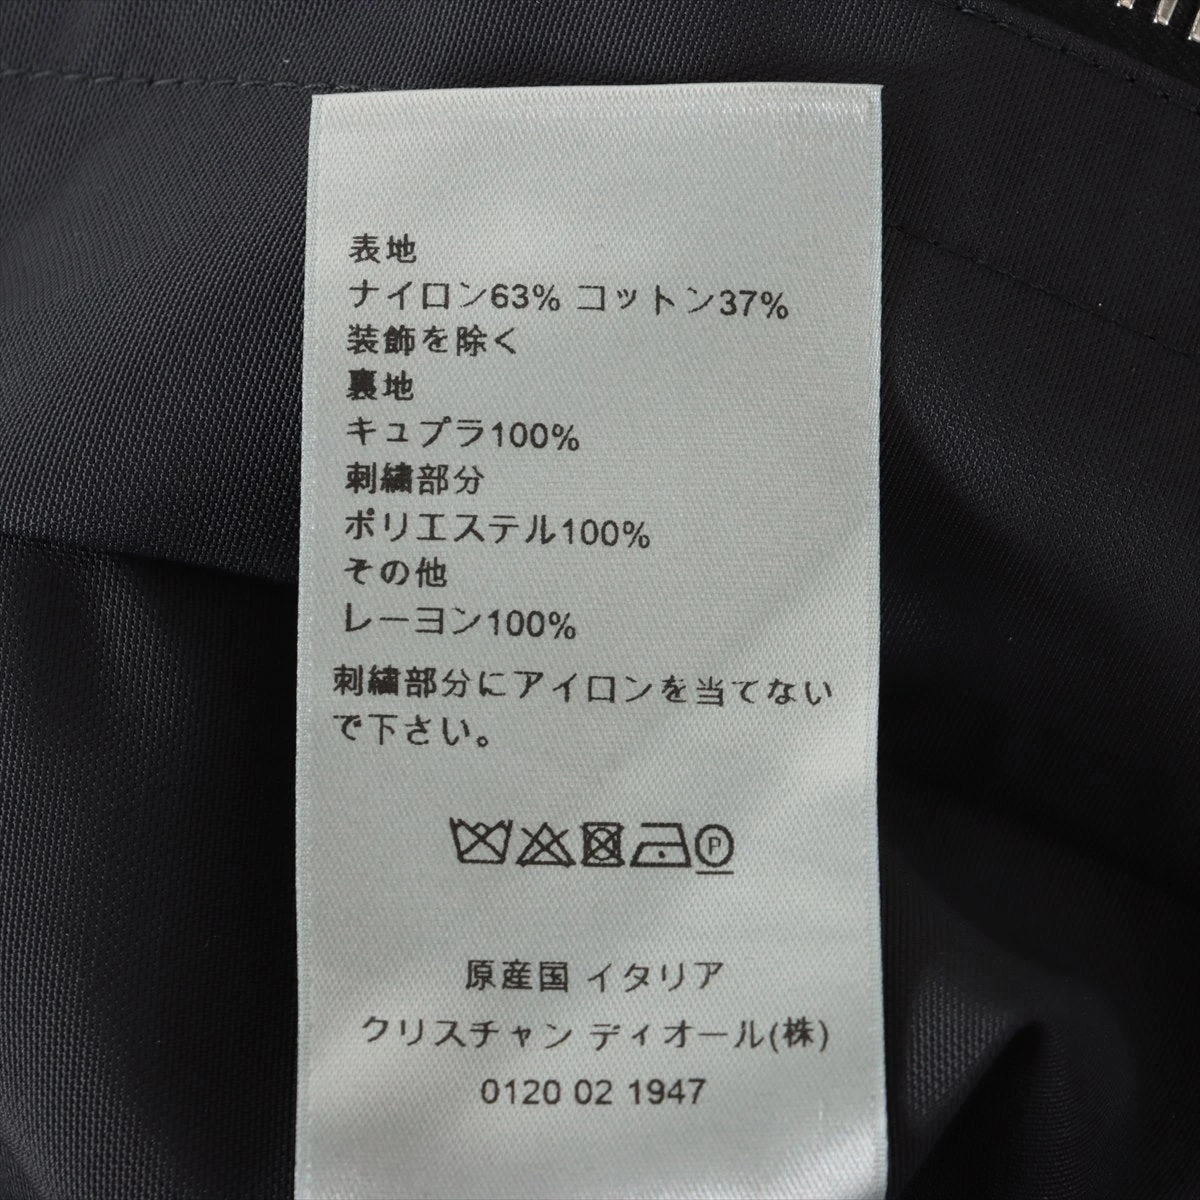 表地
ナイロン63% コットン37%
装飾を除く
裏地
キュプラ100%
刺繍部分
ポリエステル100%
その他
レーヨン100%
刺繍部分にアイロンを当てない
で下さい。
P
原産国 イタリア
クリスチャン ディオール(株)
0120 02 1947